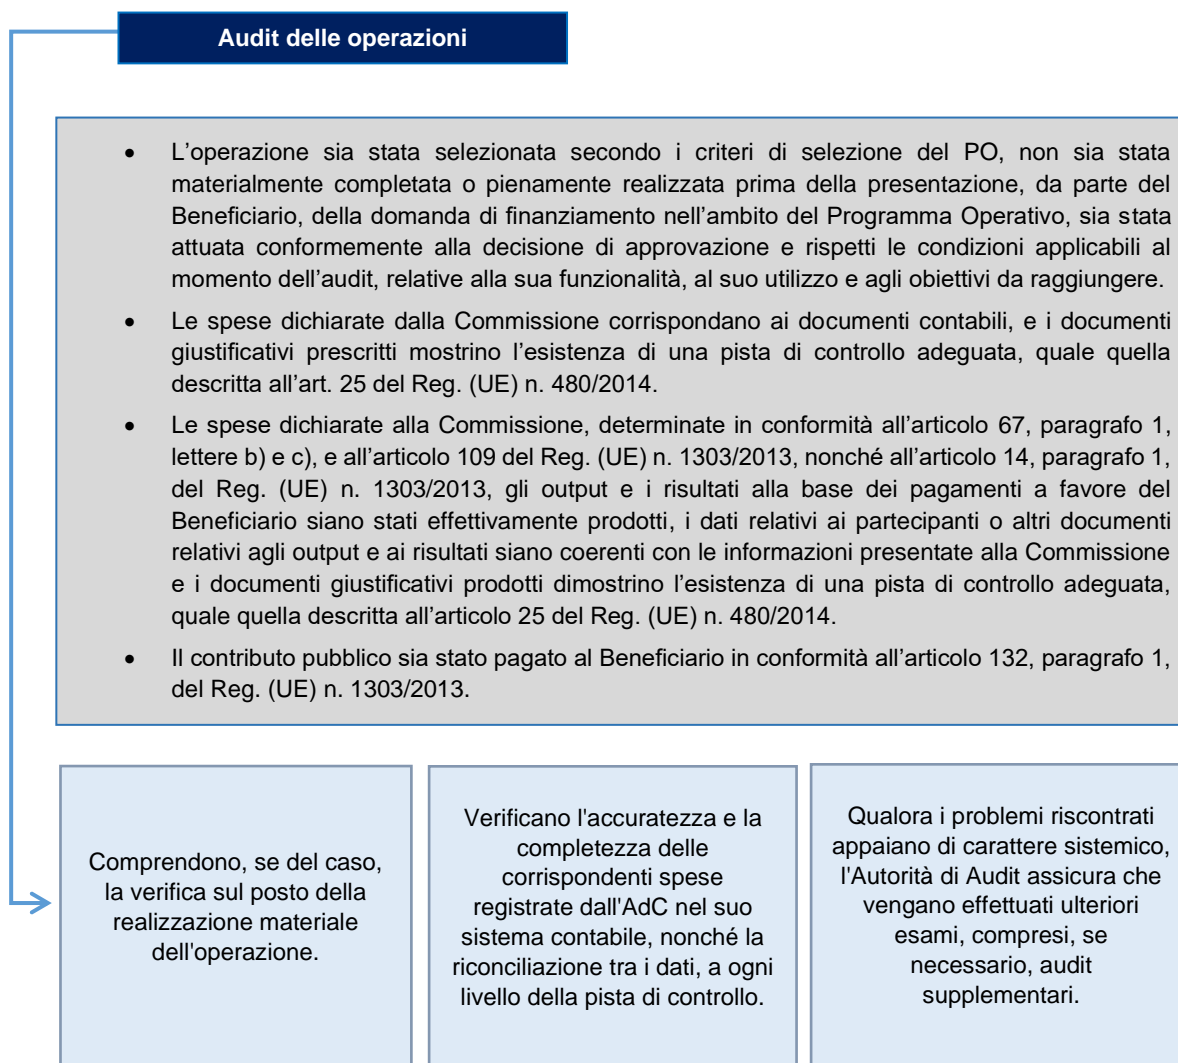 Audit delle operazioni
• L’operazione sia stata selezionata secondo i criteri di selezione del PO, non sia stata
materialmente completata o pienamente realizzata prima della presentazione, da parte del
Beneficiario, della domanda di finanziamento nell’ambito del Programma Operativo, sia stata
attuata conformemente alla decisione di approvazione e rispetti le condizioni applicabili al
momento dell’audit, relative alla sua funzionalità, al suo utilizzo e agli obiettivi da raggiungere.
• Le spese dichiarate dalla Commissione corrispondano ai documenti contabili, e i documenti
giustificativi prescritti mostrino l’esistenza di una pista di controllo adeguata, quale quella
descritta all’art. 25 del Reg. (UE) n. 480/2014.
• Le spese dichiarate alla Commissione, determinate in conformità all’articolo 67, paragrafo 1,
lettere b) e c), e all’articolo 109 del Reg. (UE) n. 1303/2013, nonché all’articolo 14, paragrafo 1,
del Reg. (UE) n. 1303/2013, gli output e i risultati alla base dei pagamenti a favore del
Beneficiario siano stati effettivamente prodotti, i dati relativi ai partecipanti o altri documenti
relativi agli output e ai risultati siano coerenti con le informazioni presentate alla Commissione
e i documenti giustificativi prodotti dimostrino l’esistenza di una pista di controllo adeguata,
quale quella descritta all’articolo 25 del Reg. (UE) n. 480/2014.
• Il contributo pubblico sia stato pagato al Beneficiario in conformità all’articolo 132, paragrafo 1,
del Reg. (UE) n. 1303/2013.
Comprendono, se del caso,
la verifica sul posto della
realizzazione materiale
dell'operazione.
Verificano l'accuratezza e la
completezza delle
corrispondenti spese
registrate dall'AdC nel suo
sistema contabile, nonché la
riconciliazione tra i dati, a ogni
livello della pista di controllo.
Qualora i problemi riscontrati
appaiano di carattere sistemico,
l'Autorità di Audit assicura che
vengano effettuati ulteriori
esami, compresi, se
necessario, audit
supplementari.